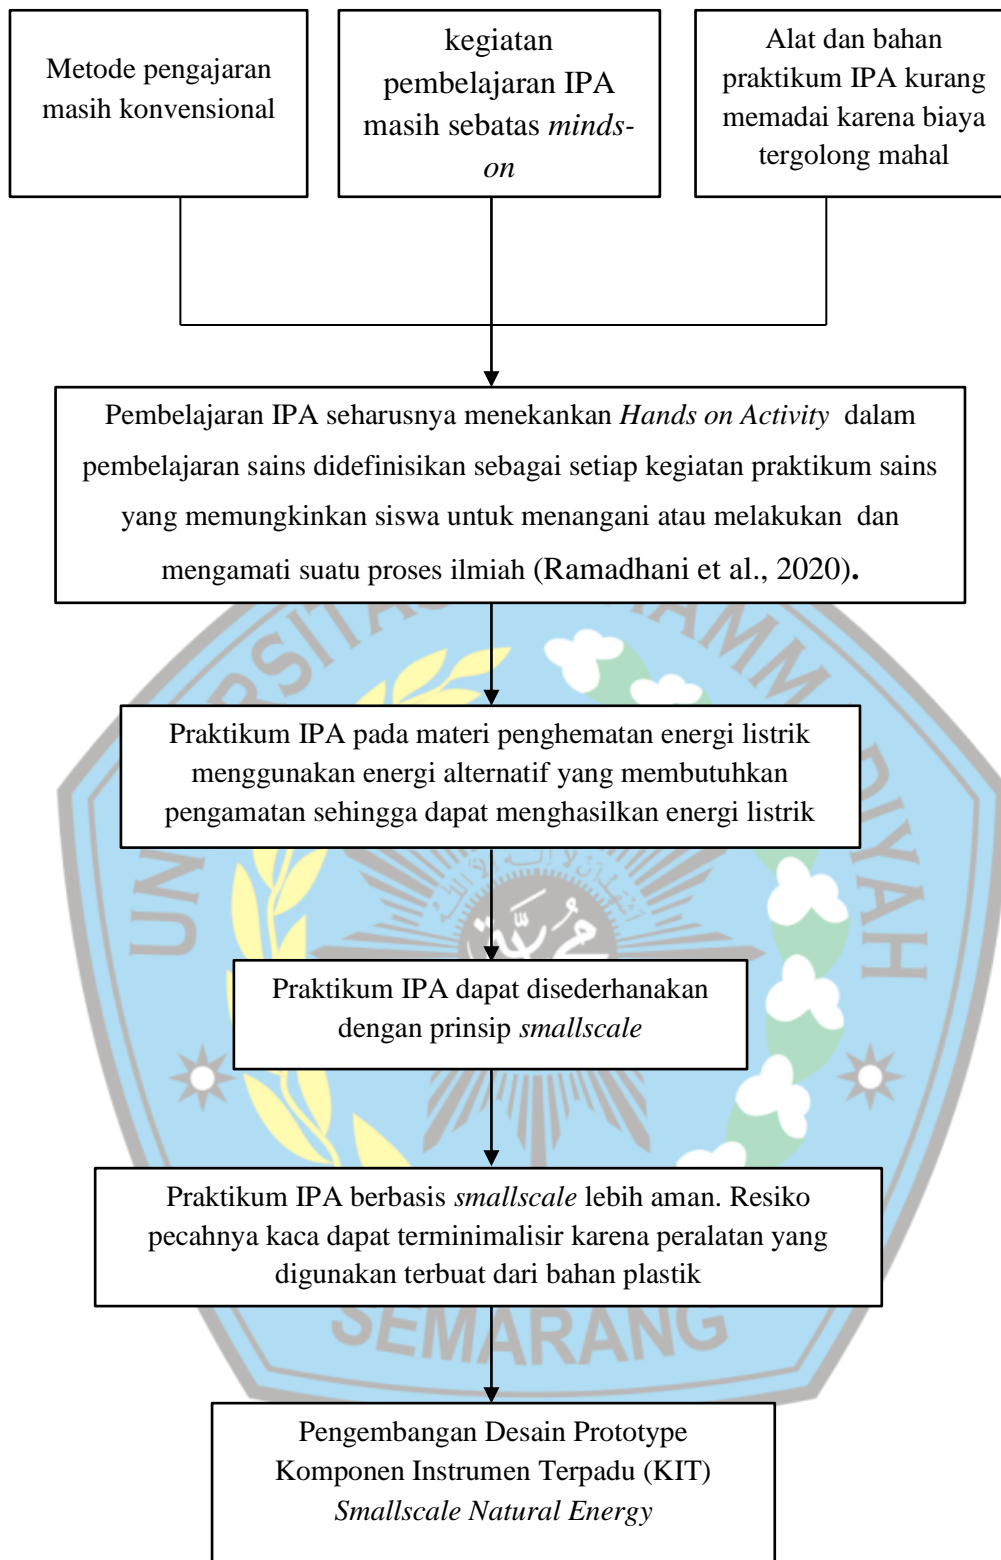 Metode pengajaran
masih konvensional
kegiatan
pembelajaran IPA
masih sebatas minds-
on
Alat dan bahan
praktikum IPA kurang
memadai karena biaya
tergolong mahal
Pembelajaran IPA seharusnya menekankan Hands on Activity dalam
pembelajaran sains didefinisikan sebagai setiap kegiatan praktikum sains
yang memungkinkan siswa untuk menangani atau melakukan dan
mengamati suatu proses ilmiah (Ramadhani et al., 2020).
Praktikum IPA pada materi penghematan energi listrik
menggunakan energi alternatif yang membutuhkan
pengamatan sehingga dapat menghasilkan energi listrik
Praktikum IPA dapat disederhanakan
dengan prinsip smallscale
Praktikum IPA berbasis smallscale lebih aman. Resiko
pecahnya kaca dapat terminimalisir karena peralatan yang
digunakan terbuat dari bahan plastik
SEMARANG
Pengembangan Desain Prototype
Komponen Instrumen Terpadu (KIT)
Smallscale Natural Energy